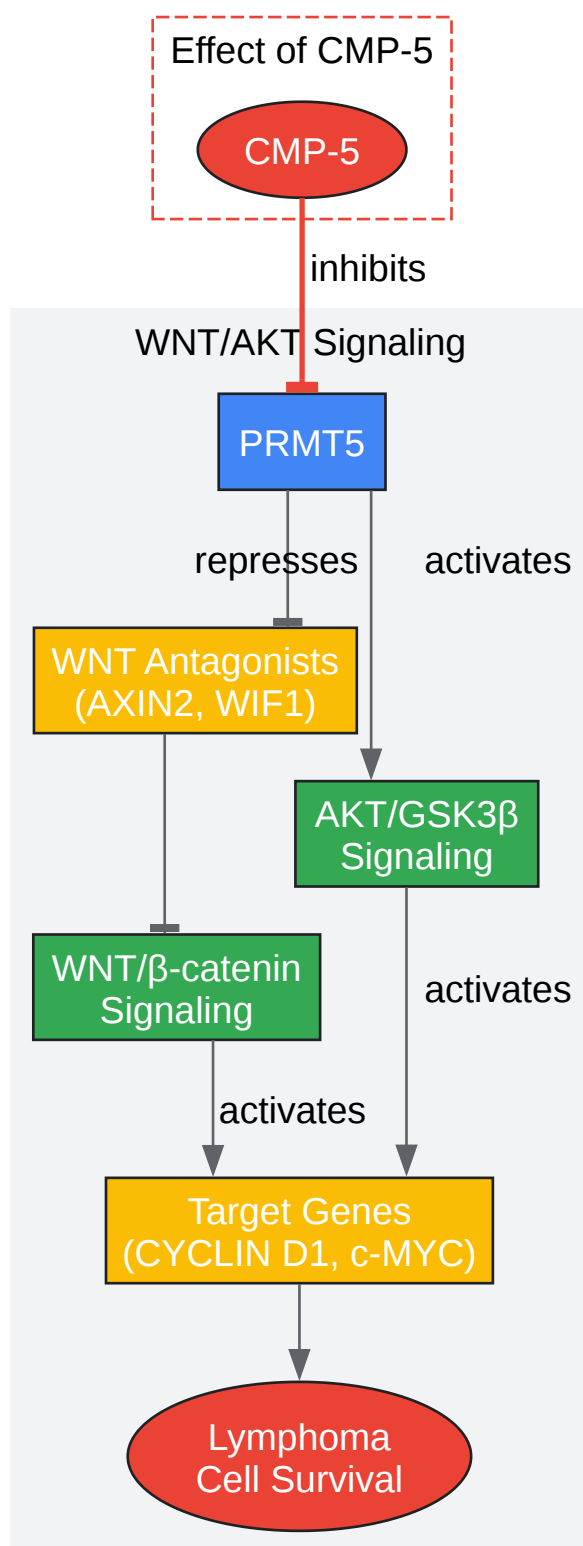 Effect of CMP-5
CMP-5
inhibits
WNT/AKT Signaling
PRMT5
represses
activates
WNT Antagonists
(AXIN2, WIF1)
AKT/GSK3β
Signaling
WNT/β-catenin
Signaling
activates
activates
Target Genes
(CYCLIN D1, c-MYC)
Lymphoma
Cell Survival